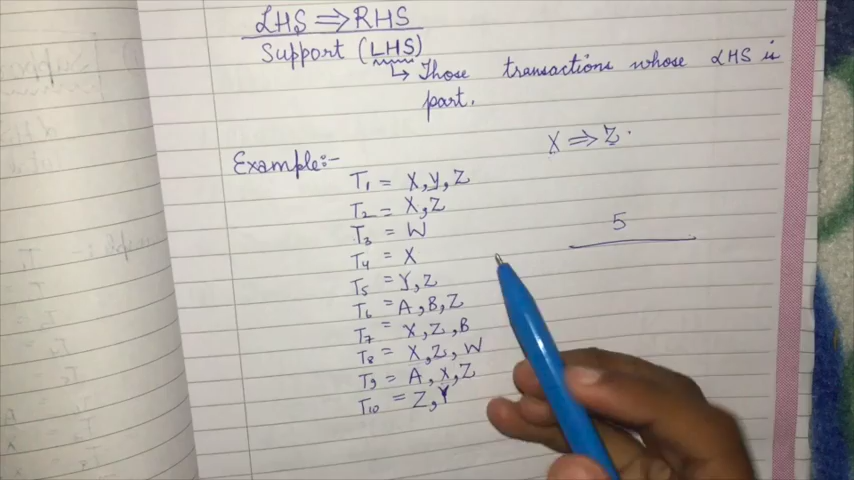 LHS ⇒ RHS
Support (LHS)
↳ Those transactions whose LHS is
part.
X ⇒ Z.
Example:-
T1 = X, Y, Z
T2 = X, Z
T3 = W
T4 = X
T5 = Y, Z
T6 = A, B, Z
T7 = X, Z, B
T8 = X, Z, W
T9 = A, X, Z
T10 = Z, Y
5